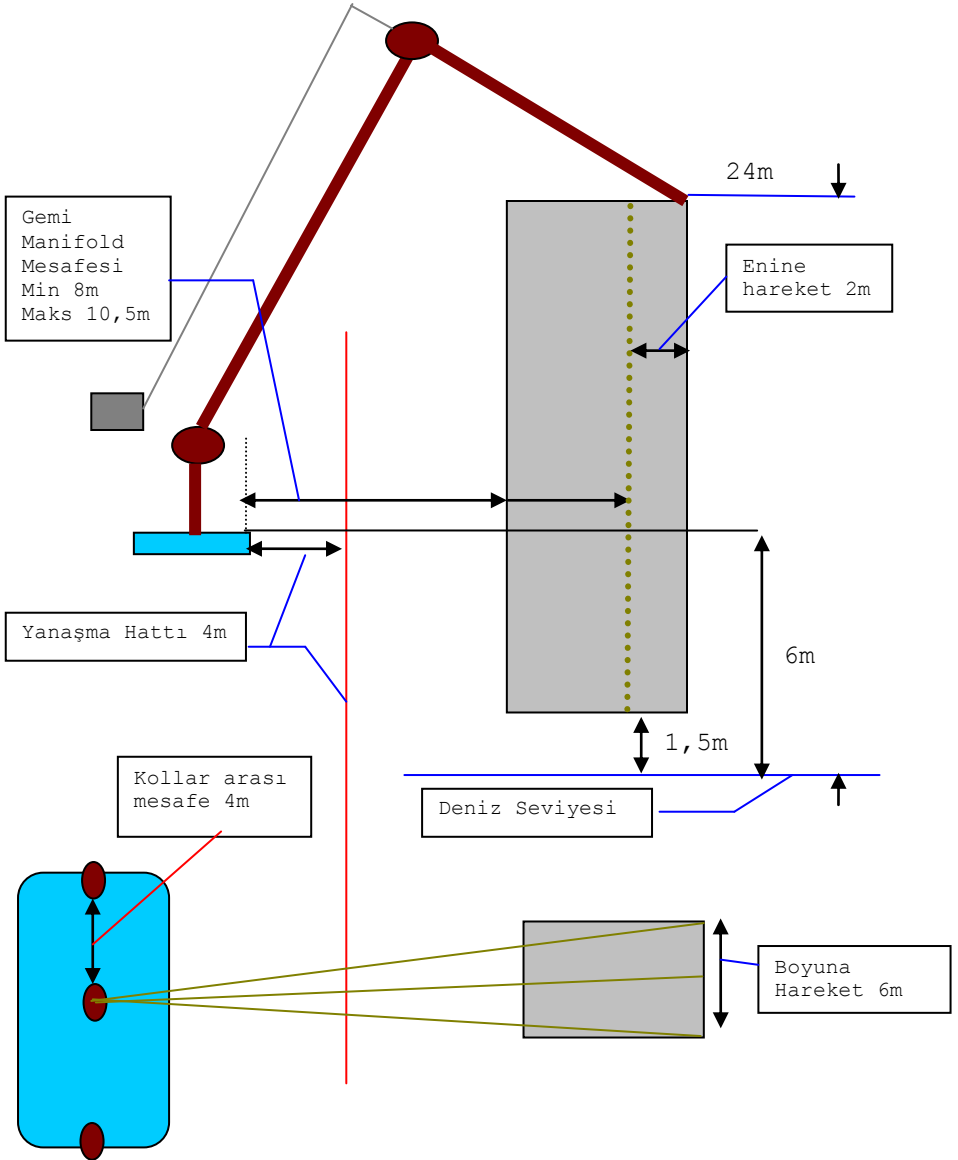 24m
Gemi
Manifold
Mesafesi
Min 8m
Maks 10,5m
Enine
hareket 2m
Yanaşma Hattı 4m
6m
1,5m
Kollar arası
mesafe 4m
Deniz Seviyesi
Boyuna
Hareket 6m